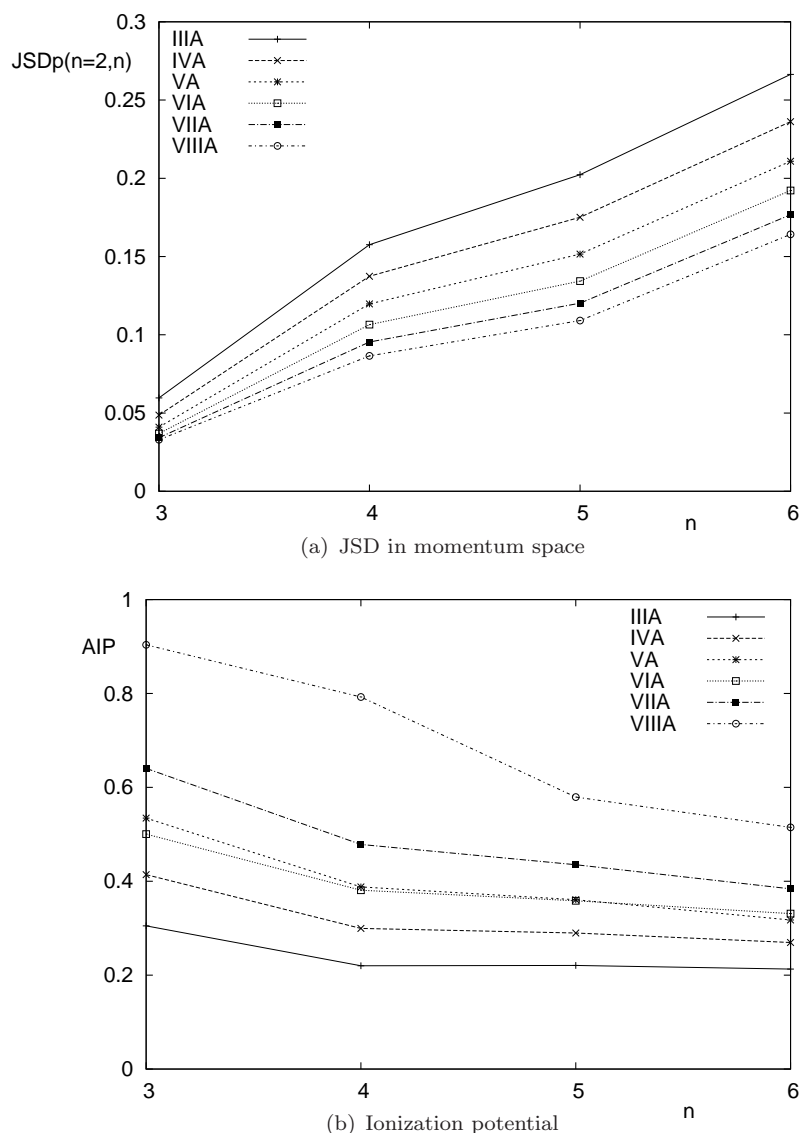 0.3
IIIA
JSDp(n=2,n)
IVA
VA
0.25
VIA
VIIA
VIIIA
0.2
0.15
0.1
0.05
0
3 4 5 6
n
(a) JSD in momentum space
1
IIIA
AIP
IVA
VA
VIA
0.8
VIIA
VIIIA
0.6
0.4
0.2
0
3 4 5 6
n
(b) Ionization potential